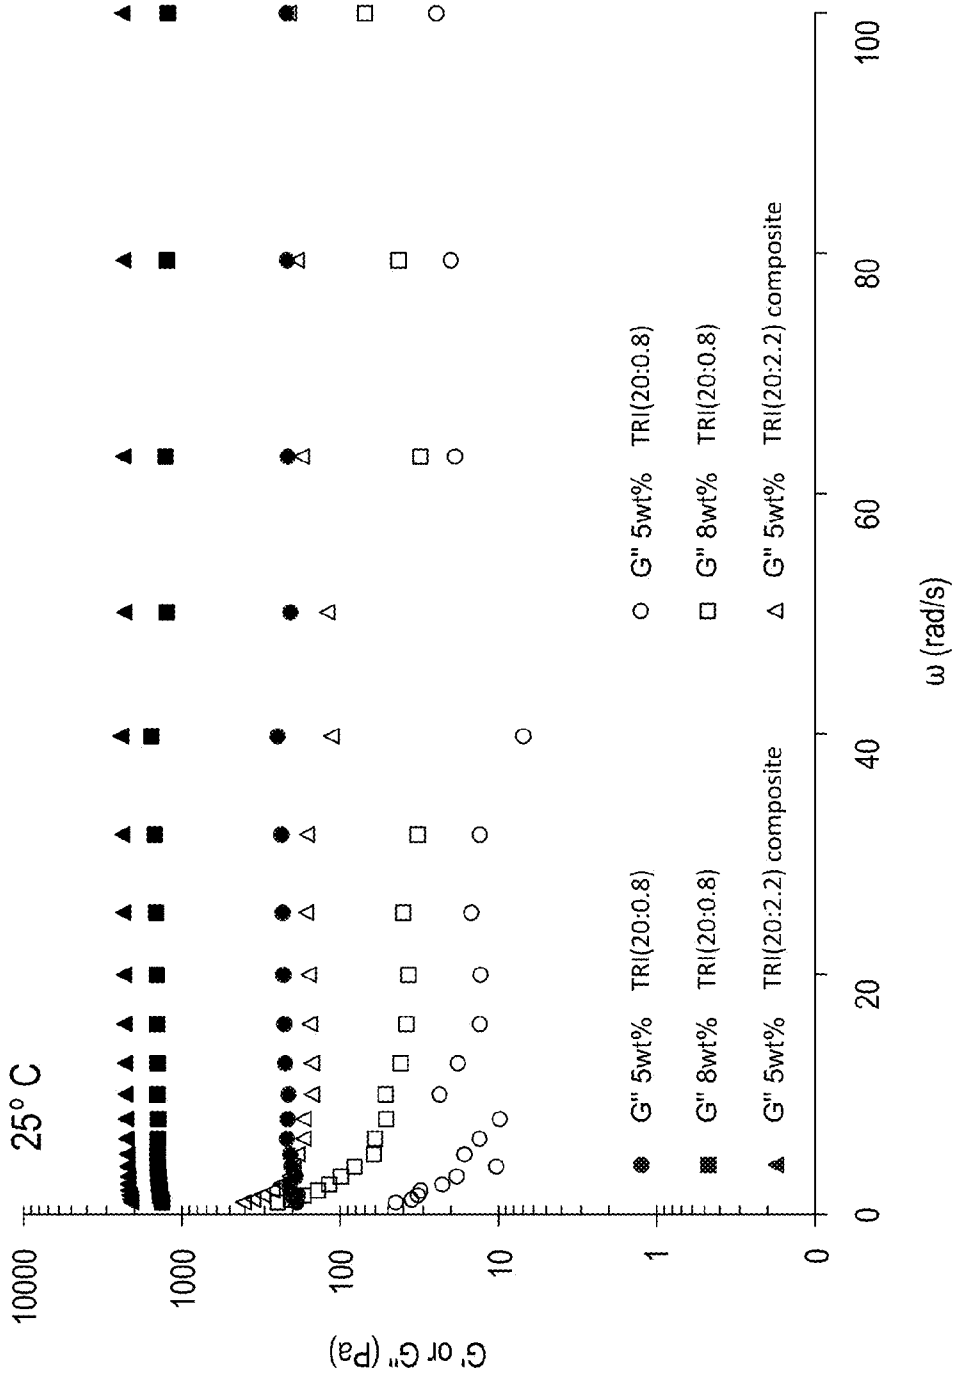 25° C
G' or G" (Pa)
10000
1000
100
10
1
0
0
20
40
60
80
100
ω (rad/s)
G" 5wt% TRI(20:0.8)
G" 8wt% TRI(20:0.8)
G" 5wt% TRI(20:2.2) composite
G" 5wt% TRI(20:0.8)
G" 8wt% TRI(20:0.8)
G" 5wt% TRI(20:2.2) composite